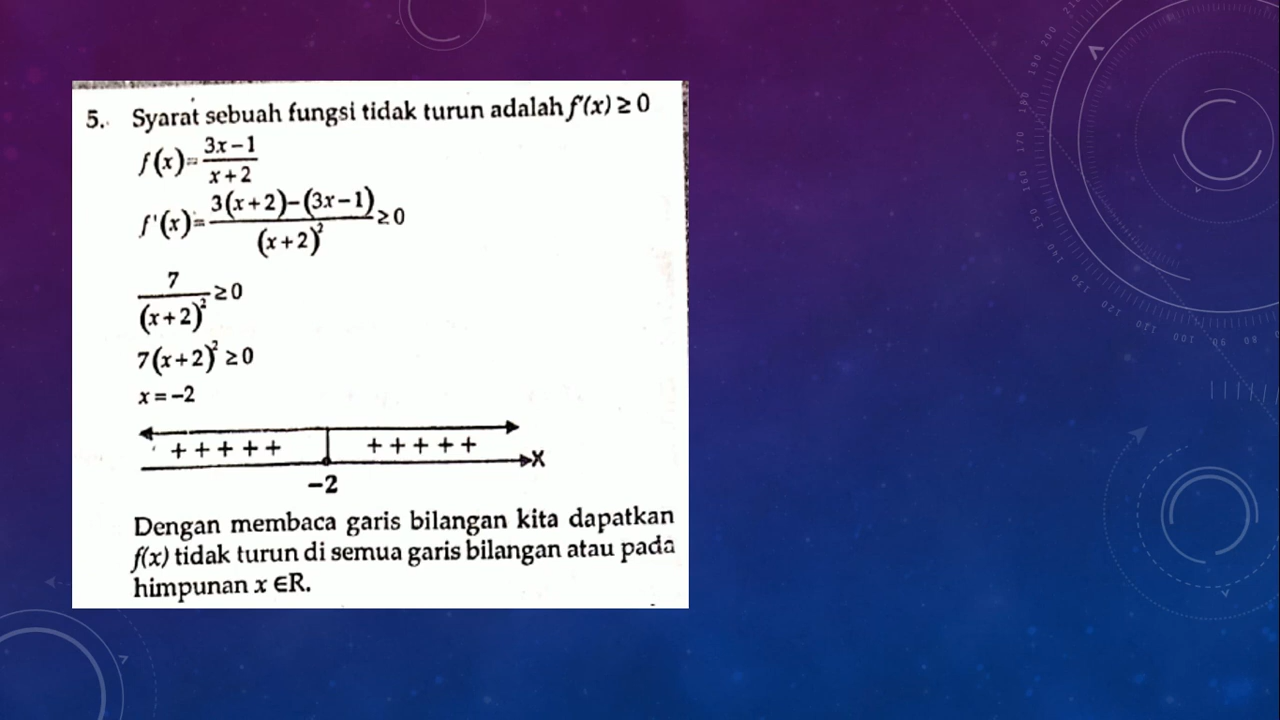 5. Syarat sebuah fungsi tidak turun adalah f'(x) ≥ 0
f(x)= 3x−1 / x+2
f'(x)= 3(x+2)−(3x−1) / (x+2)² ≥0
7 / (x+2)² ≥0
7(x+2)² ≥0
x=−2
+ + + + + + + + + +
X
−2
Dengan membaca garis bilangan kita dapatkan
f(x) tidak turun di semua garis bilangan atau pada
himpunan x ∈R.